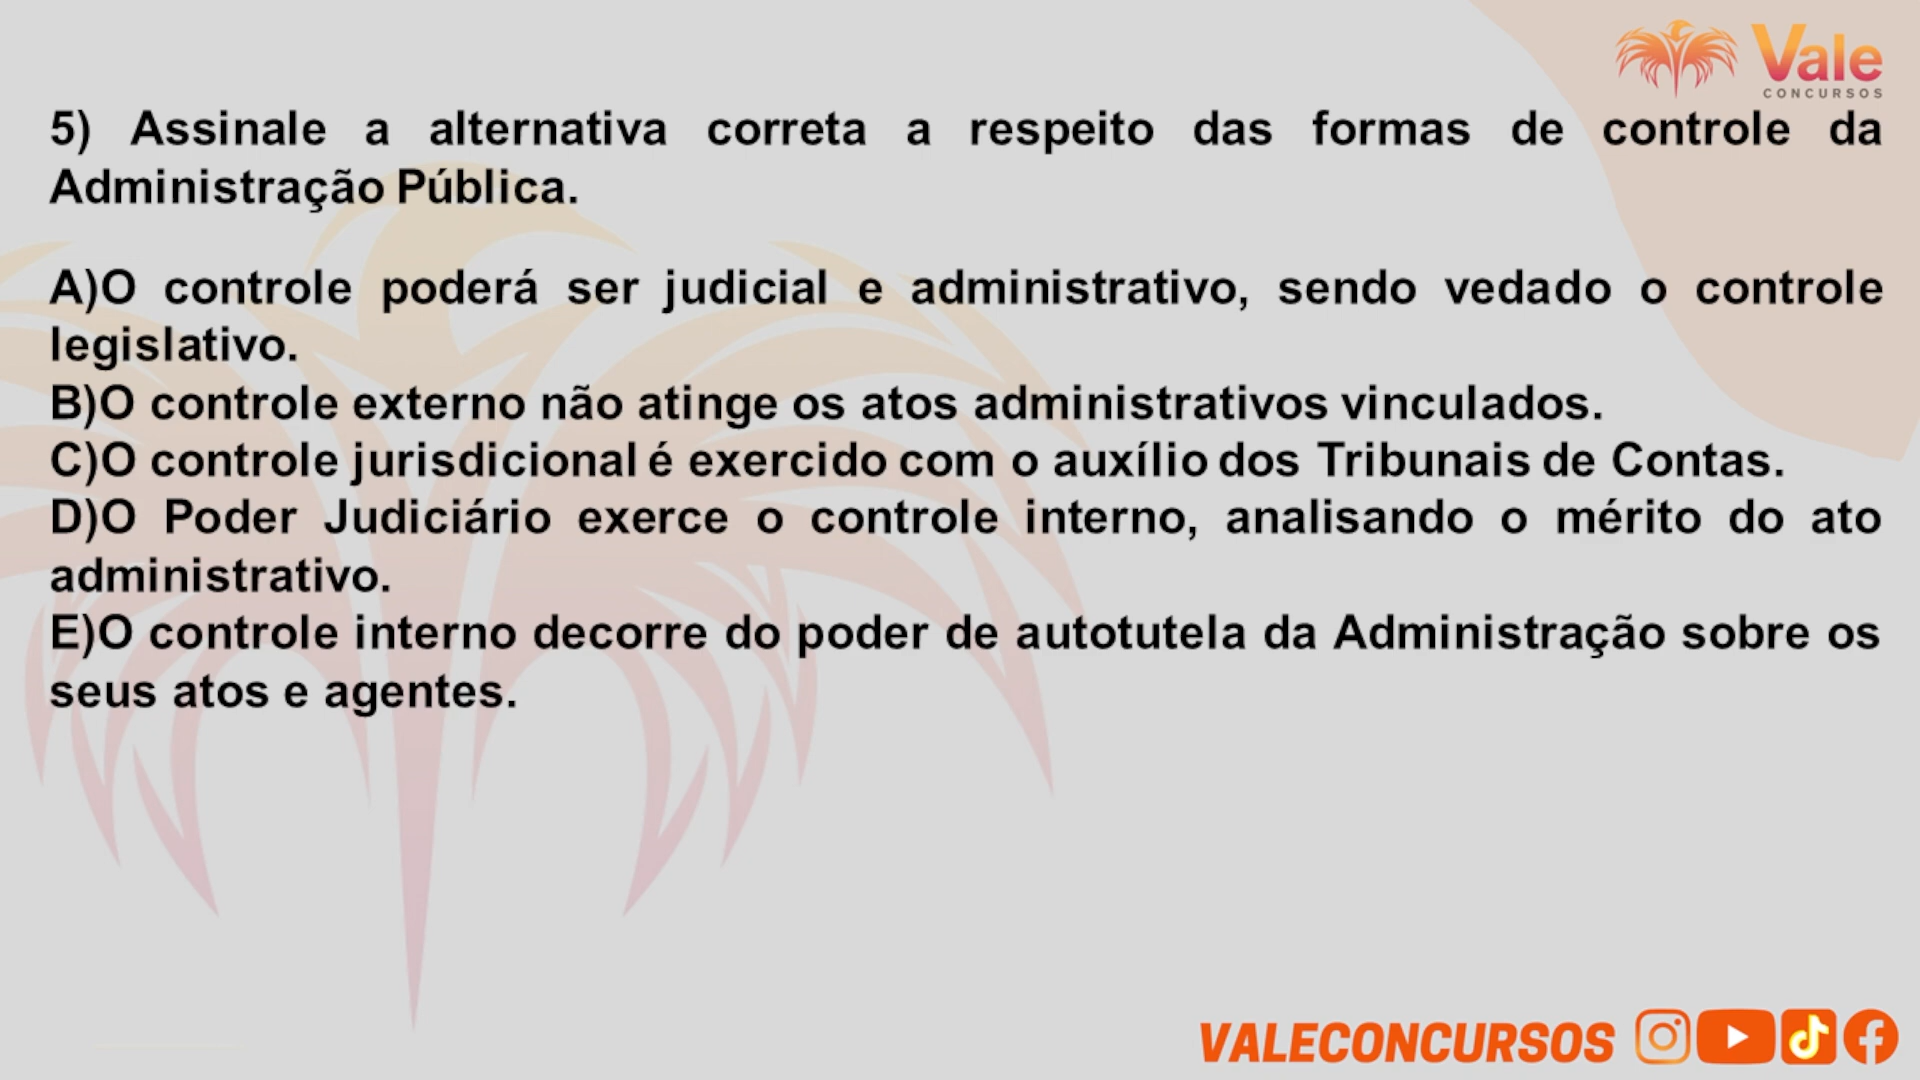 Vale
CONCURSOS
5) Assinale a alternativa correta a respeito das formas de controle da
Administração Pública.
A)O controle poderá ser judicial e administrativo, sendo vedado o controle
legislativo.
B)O controle externo não atinge os atos administrativos vinculados.
C)O controle jurisdicional é exercido com o auxílio dos Tribunais de Contas.
D)O Poder Judiciário exerce o controle interno, analisando o mérito do ato
administrativo.
E)O controle interno decorre do poder de autotutela da Administração sobre os
seus atos e agentes.
VALECONCURSOS